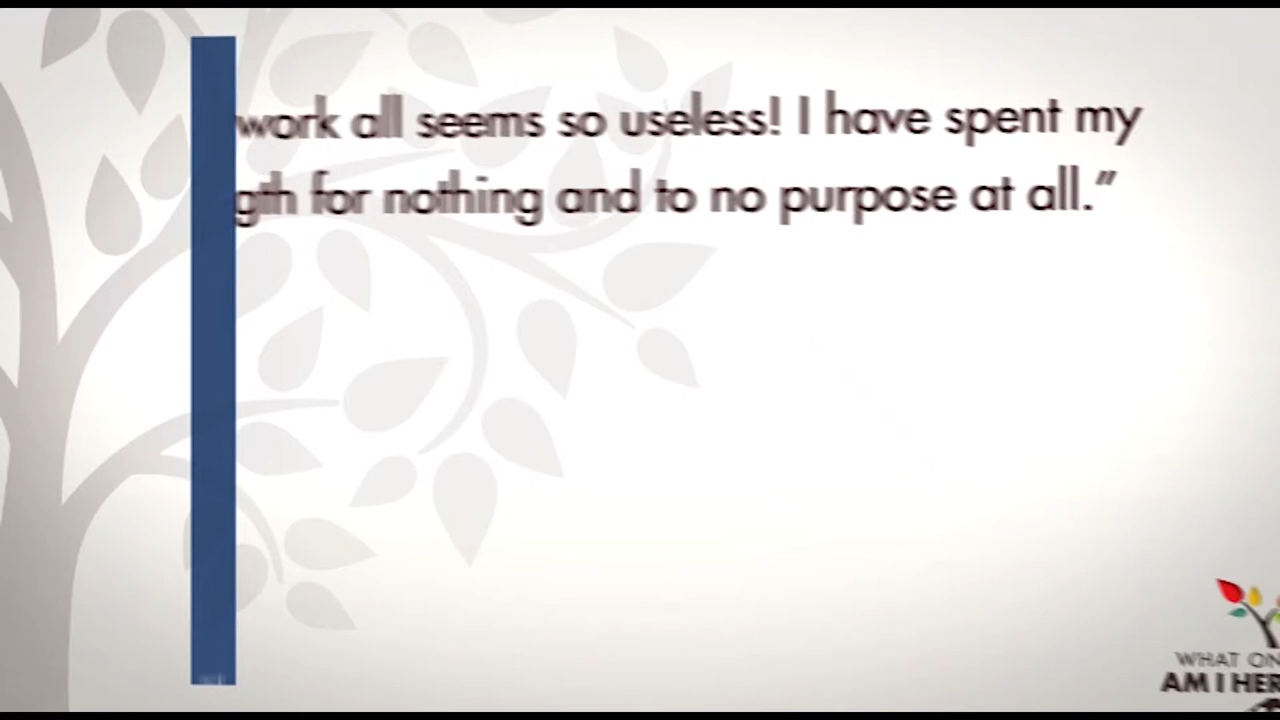 work all seems so useless! I have spent my
gth for nothing and to no purpose at all.”
WHAT ON
AM I HER